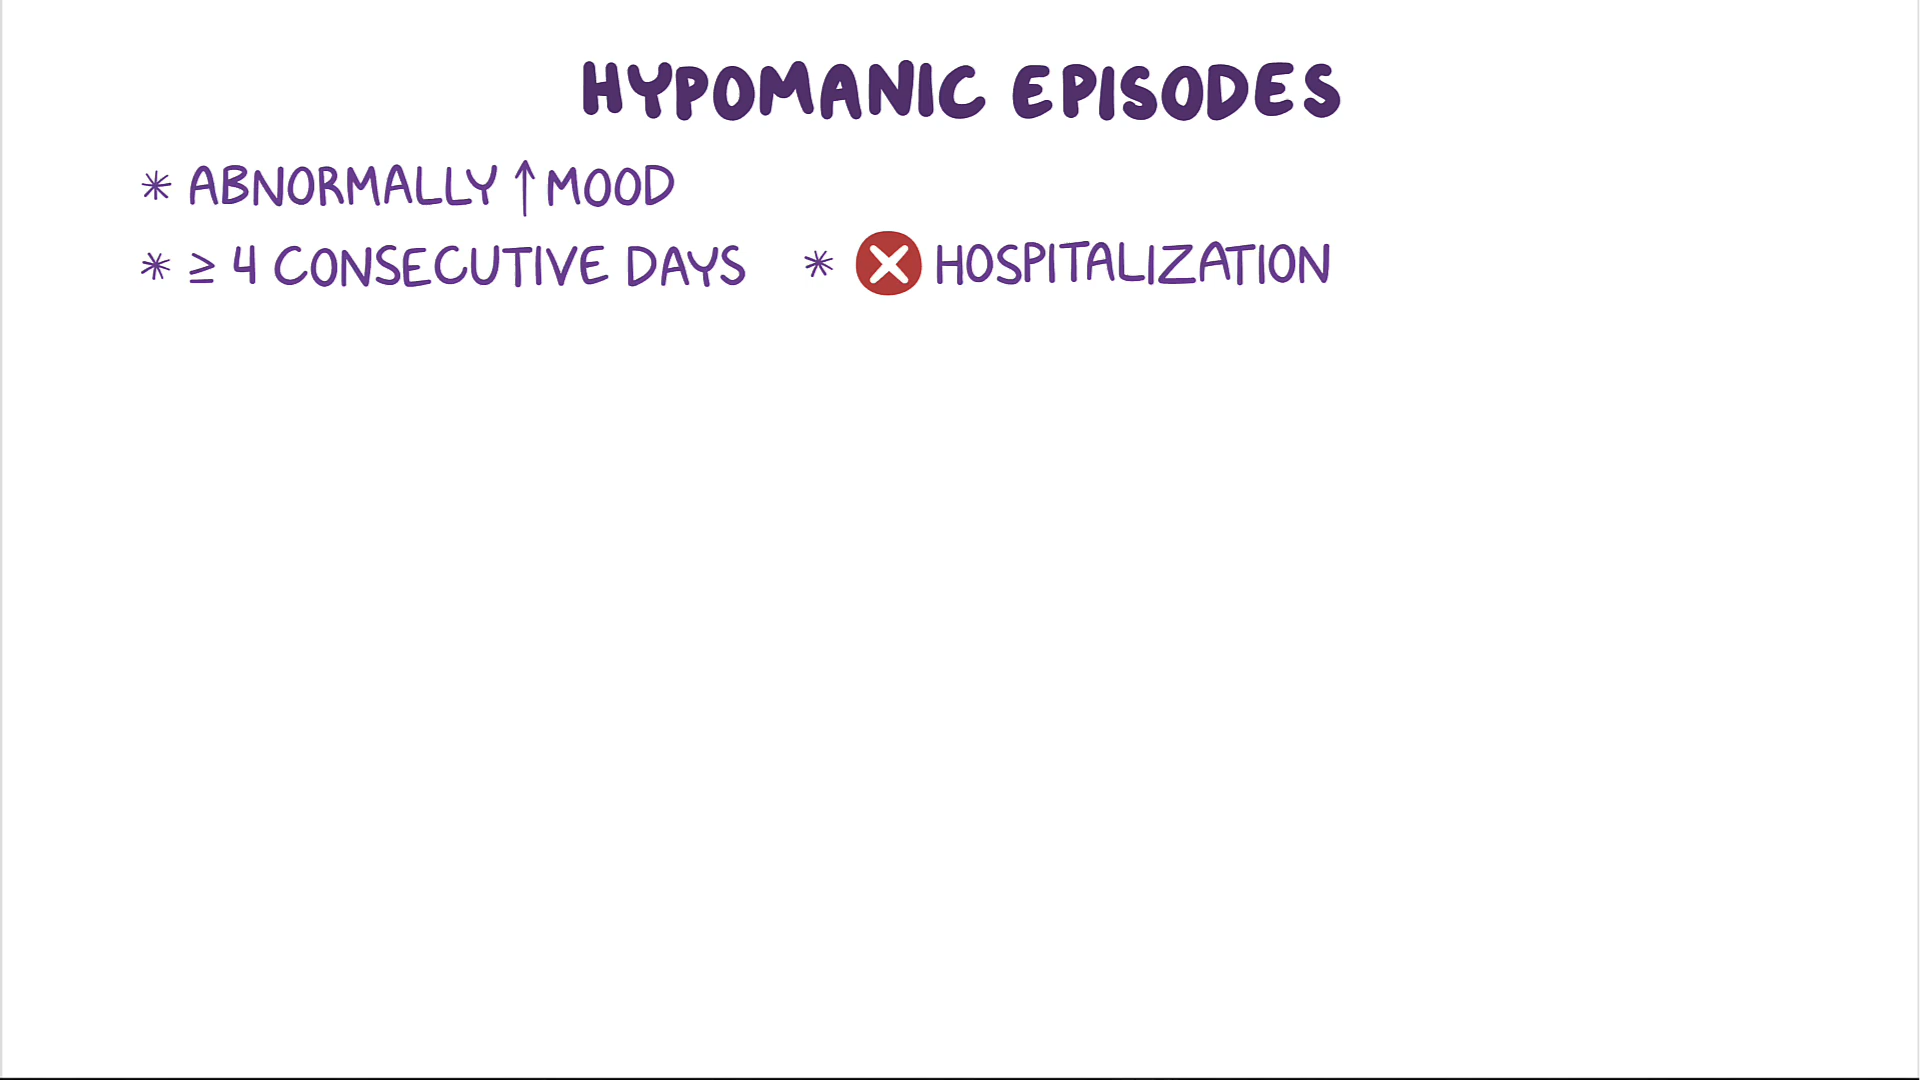 HYPOMANIC EPISODES
* ABNORMALLY ↑ MOOD
* ≥ 4 CONSECUTIVE DAYS * ❌ HOSPITALIZATION